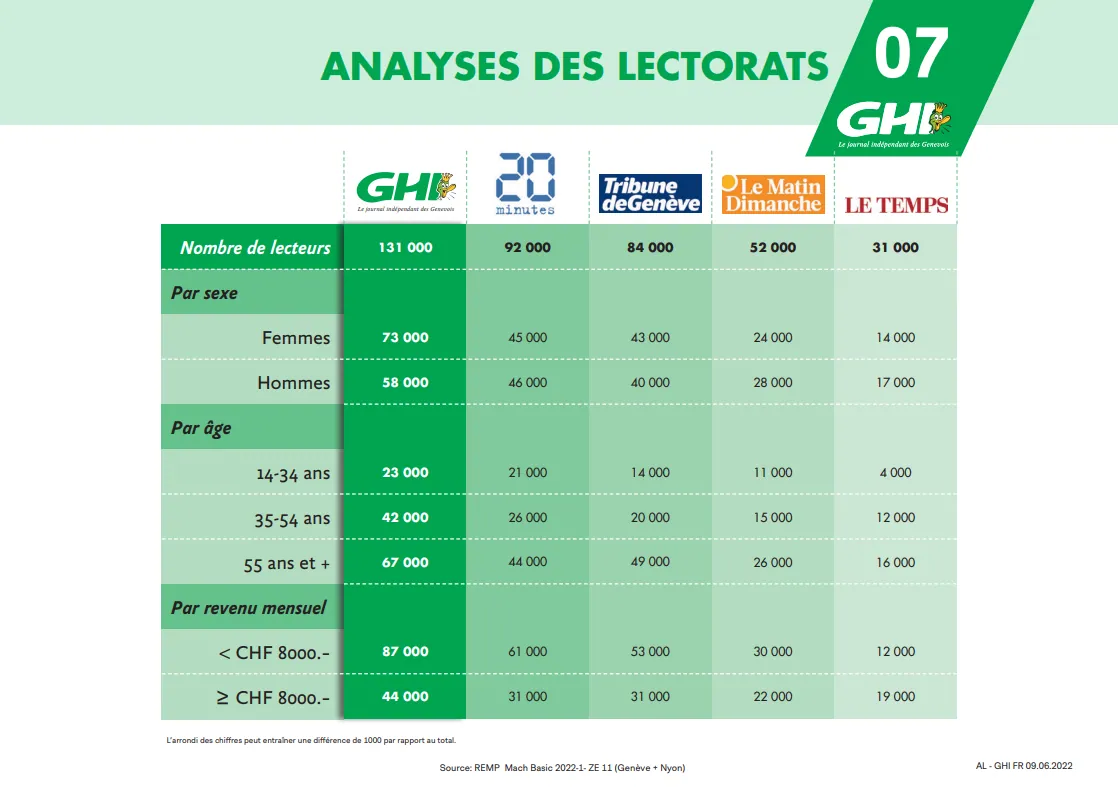 ANALYSES DES LECTORATS
07
GHI
Le journal indépendant des Genevois
GHI
Le journal indépendant des Genevois
20
minutes
Tribune
deGenève
Le Matin
Dimanche
LE TEMPS
Nombre de lecteurs 131 000 92 000 84 000 52 000 31 000
Par sexe
Femmes 73 000 45 000 43 000 24 000 14 000
Hommes 58 000 46 000 40 000 28 000 17 000
Par âge
14-34 ans 23 000 21 000 14 000 11 000 4 000
35-54 ans 42 000 26 000 20 000 15 000 12 000
55 ans et + 67 000 44 000 49 000 26 000 16 000
Par revenu mensuel
< CHF 8000.- 87 000 61 000 53 000 30 000 12 000
≥ CHF 8000.- 44 000 31 000 31 000 22 000 19 000
L'arrondi des chiffres peut entraîner une différence de 1000 par rapport au total.
Source: REMP Mach Basic 2022-1- ZE 11 (Genève + Nyon)
AL - GHI FR 09.06.2022